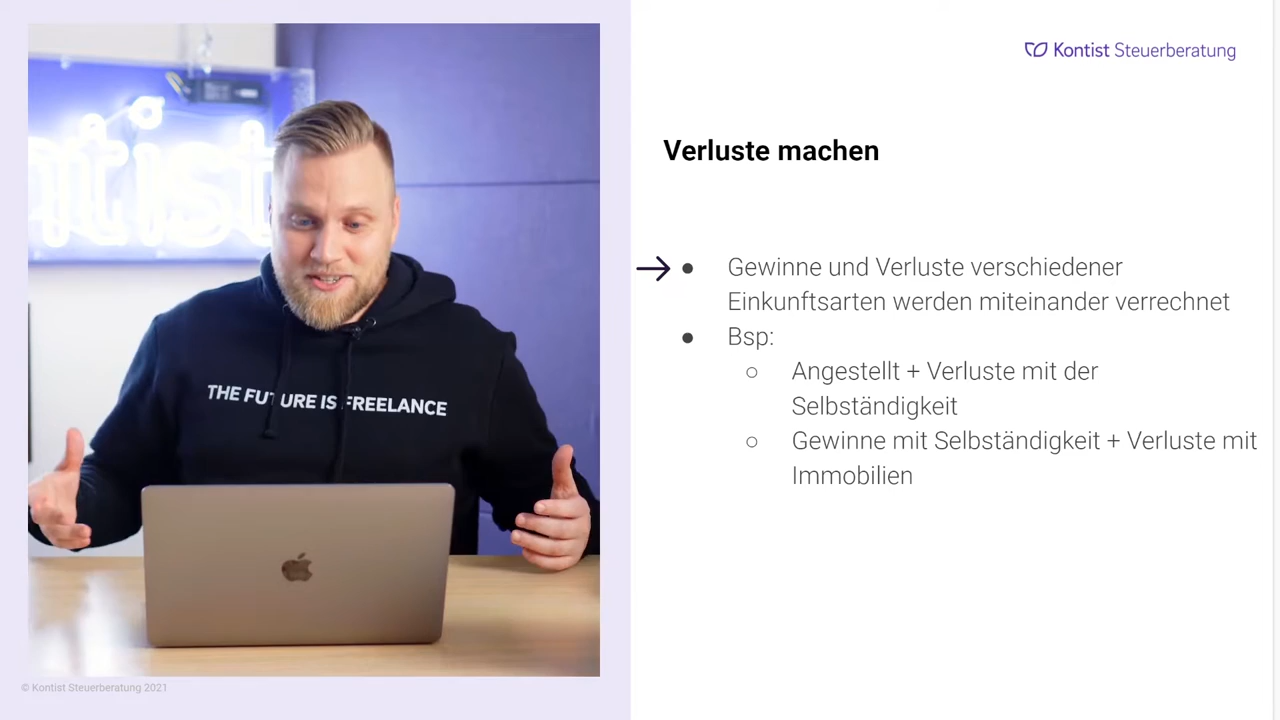 ntist
THE FUTURE IS FREELANCE
© Kontist Steuerberatung 2021
Kontist Steuerberatung
Verluste machen
→ ● Gewinne und Verluste verschiedener
Einkunftsarten werden miteinander verrechnet
● Bsp:
○ Angestellt + Verluste mit der
Selbständigkeit
○ Gewinne mit Selbständigkeit + Verluste mit
Immobilien